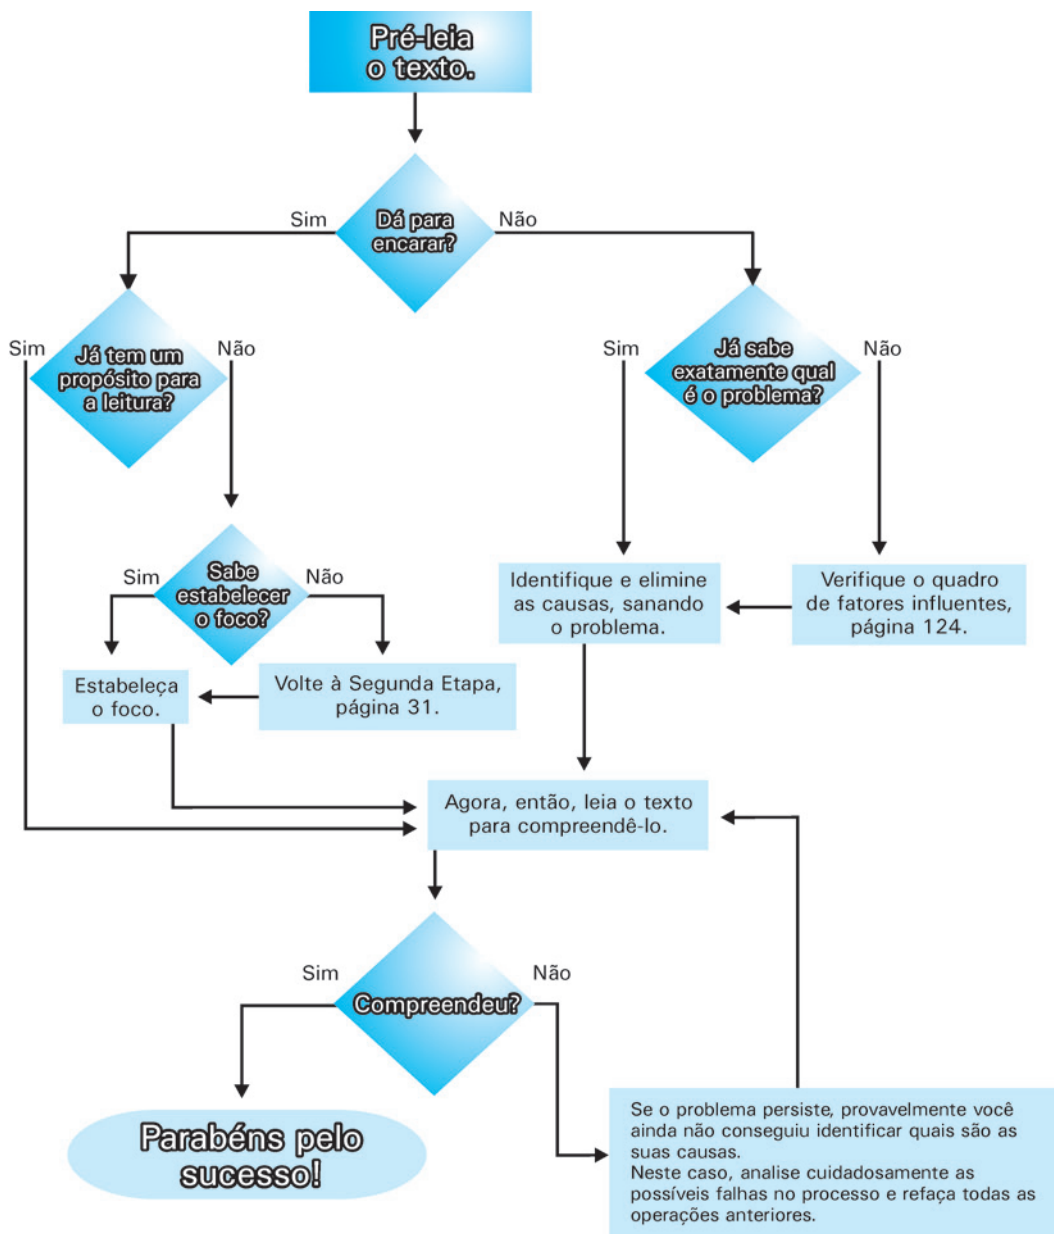 Pré-leia
o texto.
Sim
Dá para
encarar?
Não
Sim
Já tem um
propósito para
a leitura?
Não
Sim
Já sabe
exatamente qual
é o problema?
Não
Sim
Sabe
estabelecer
o foco?
Não
Identifique e elimine
as causas, sanando
o problema.
Verifique o quadro
de fatores influentes,
página 124.
Estabeleça
o foco.
Volte à Segunda Etapa,
página 31.
Agora, então, leia o texto
para compreendê-lo.
Sim
Compreendeu?
Não
Parabéns pelo
sucesso!
Se o problema persiste, provavelmente você
ainda não conseguiu identificar quais são as
suas causas.
Neste caso, analise cuidadosamente as
possíveis falhas no processo e refaça todas as
operações anteriores.